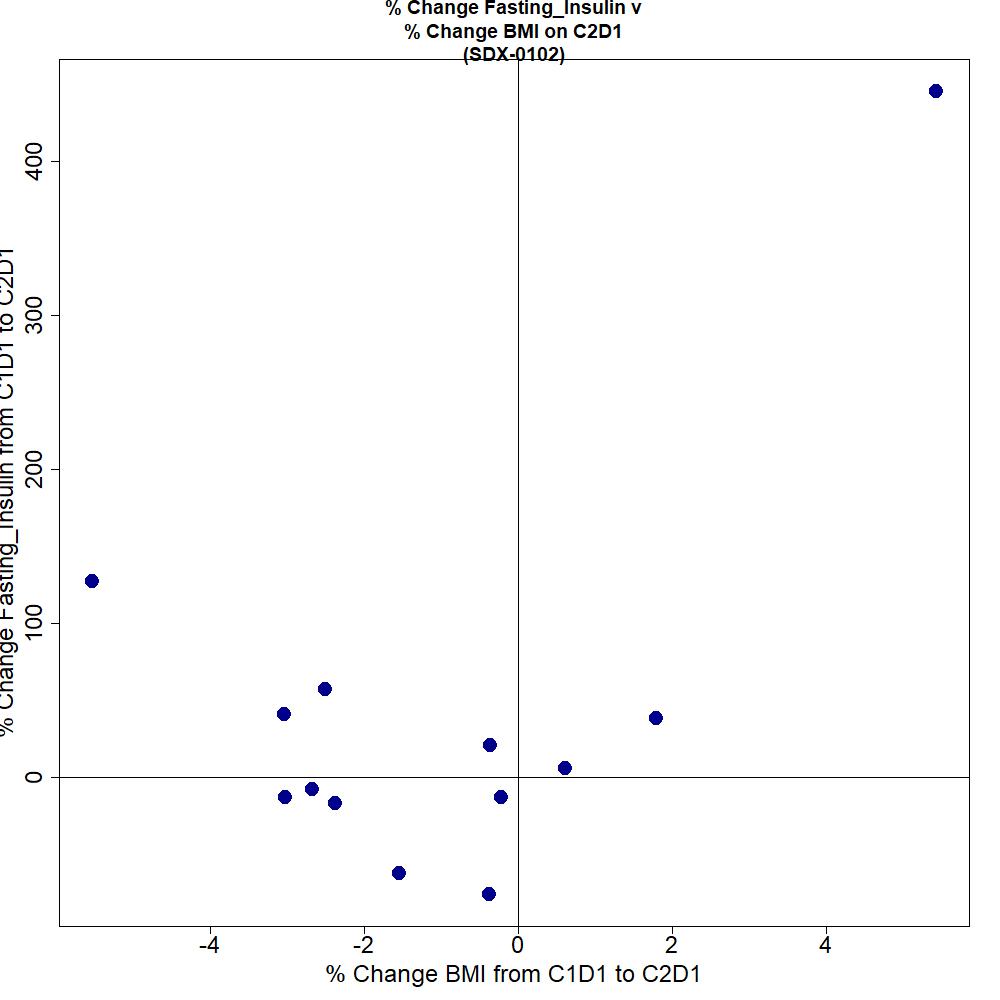 % Change Fasting_Insulin v
% Change BMI on C2D1
(SDX-0102)
% Change Fasting_Insulin from C1D1 to C2D1
400
300
200
100
0
-4
-2
0
2
4
% Change BMI from C1D1 to C2D1